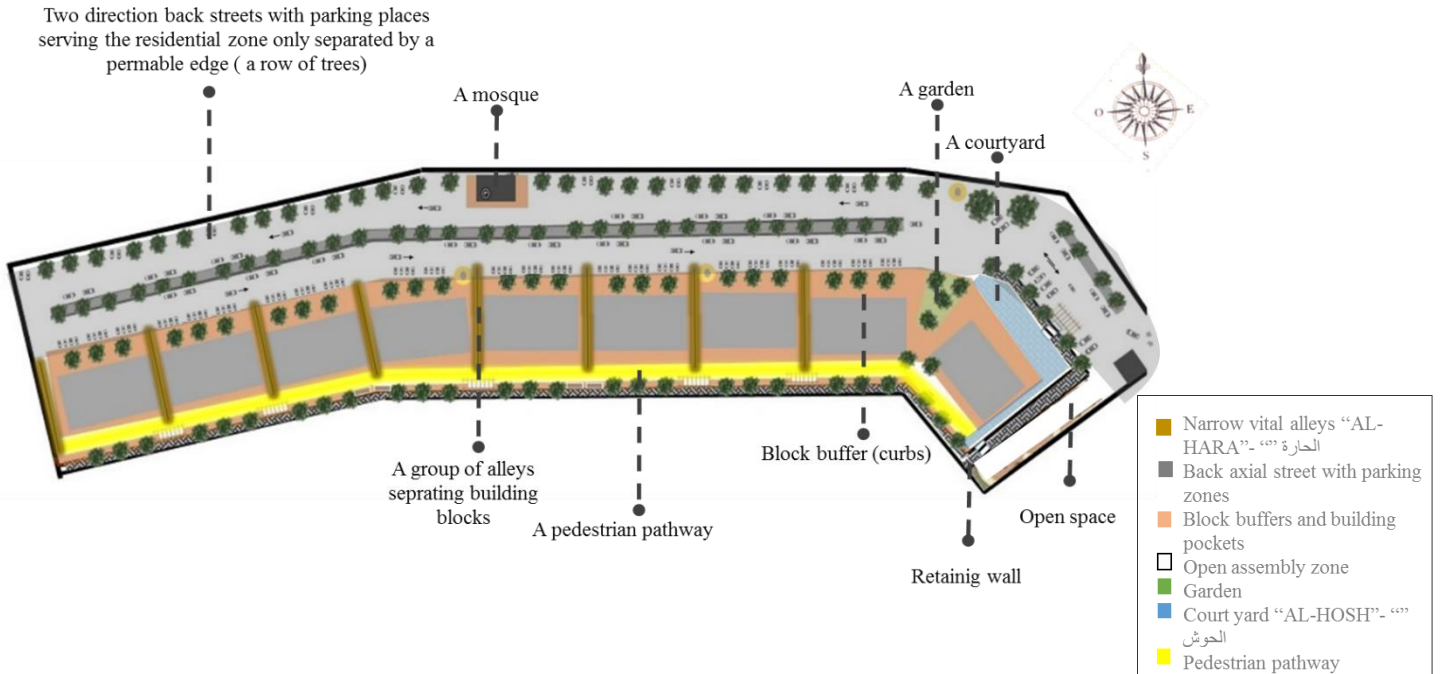 Two direction back streets with parking places
serving the residential zone only separated by a
permable edge ( a row of trees)
A mosque
A garden
A courtyard
O
E
S
A group of alleys
seprating building
blocks
A pedestrian pathway
Block buffer (curbs)
Retainig wall
Open space
Narrow vital alleys “AL-
HARA”- “” الحارة
Back axial street with parking
zones
Block buffers and building
pockets
Open assembly zone
Garden
Court yard “AL-HOSH”- “”
الحوش
Pedestrian pathway